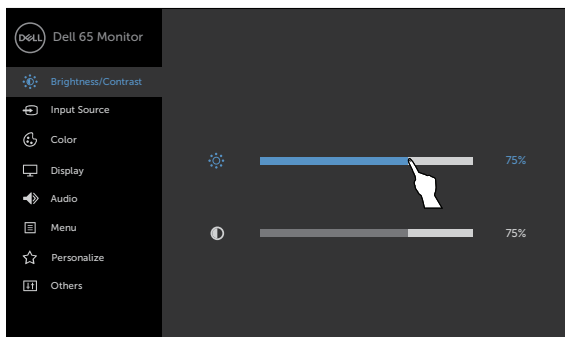 DELL Dell 65 Monitor
Brightness/Contrast
Input Source
Color
Display
75%
Audio
Menu
75%
Personalize
Others